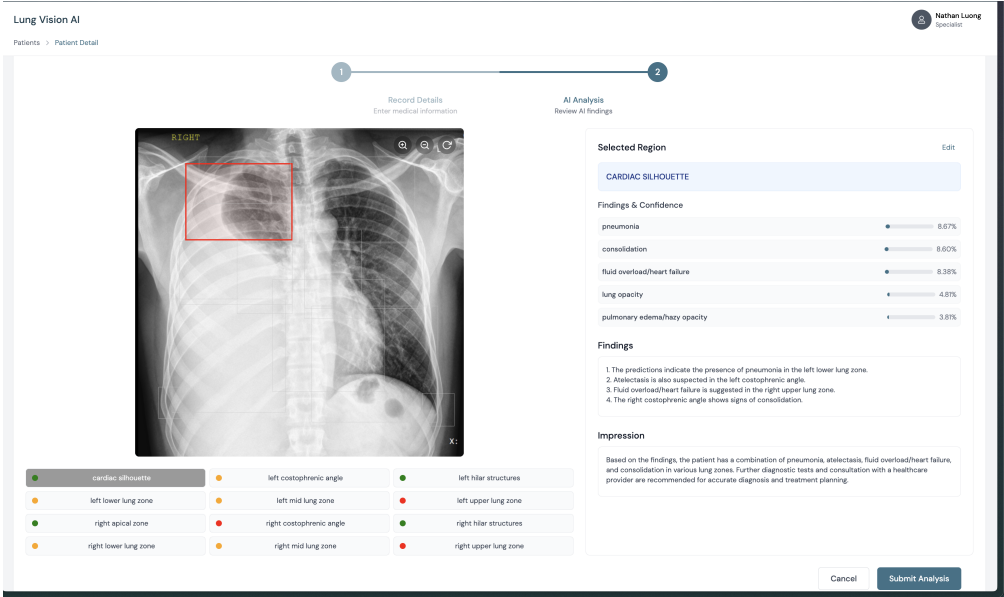 Lung Vision AI
Nathan Luong
Specialist
Patients > Patient Detail
1
2
Record Details
Enter medical information
AI Analysis
Review AI findings
RIGHT
X:
Selected Region
Edit
CARDIAC SILHOUETTE
Findings & Confidence
pneumonia 8.67%
consolidation 8.60%
fluid overload/heart failure 8.38%
lung opacity 4.81%
pulmonary edema/hazy opacity 3.81%
Findings
1. The predictions indicate the presence of pneumonia in the left lower lung zone.
2. Atelectasis is also suspected in the left costophrenic angle.
3. Fluid overload/heart failure is suggested in the right upper lung zone.
4. The right costophrenic angle shows signs of consolidation.
Impression
Based on the findings, the patient has a combination of pneumonia, atelectasis, fluid overload/heart failure,
and consolidation in various lung zones. Further diagnostic tests and consultation with a healthcare
provider are recommended for accurate diagnosis and treatment planning.
cardiac silhouette left costophrenic angle left hilar structures
left lower lung zone left mid lung zone left upper lung zone
right apical zone right costophrenic angle right hilar structures
right lower lung zone right mid lung zone right upper lung zone
Cancel
Submit Analysis